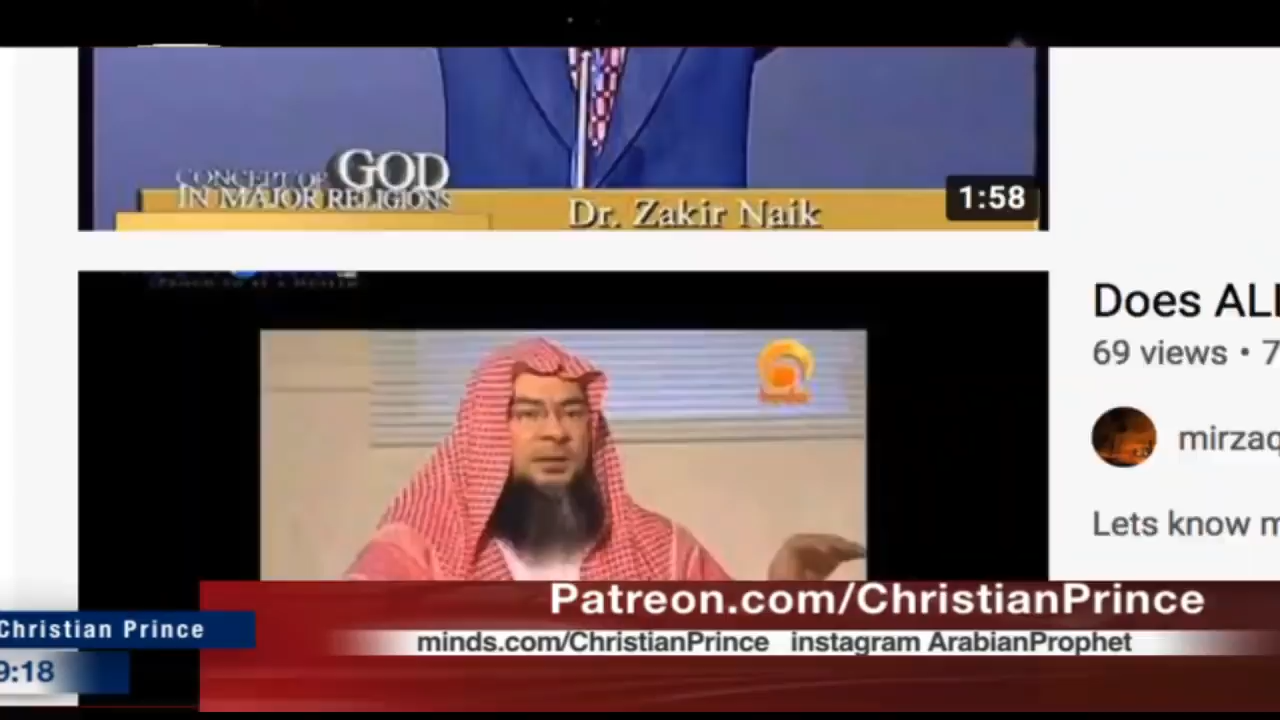 CONCEPT OF GOD
IN MAJOR RELIGIONS
Dr. Zakir Naik
1:58
Does ALL
69 views • 7
mirzaq
Lets know m
Patreon.com/ChristianPrince
Christian Prince
minds.com/ChristianPrince instagram ArabianProphet
9:18